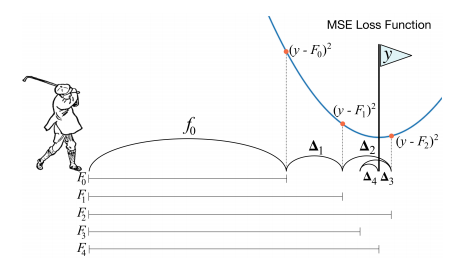 MSE Loss Function
(y - F₀)²
y
(y - F₁)²
(y - F₂)²
f₀
Δ₁
Δ₂
Δ₄ Δ₃
F₀
F₁
F₂
F₃
F₄